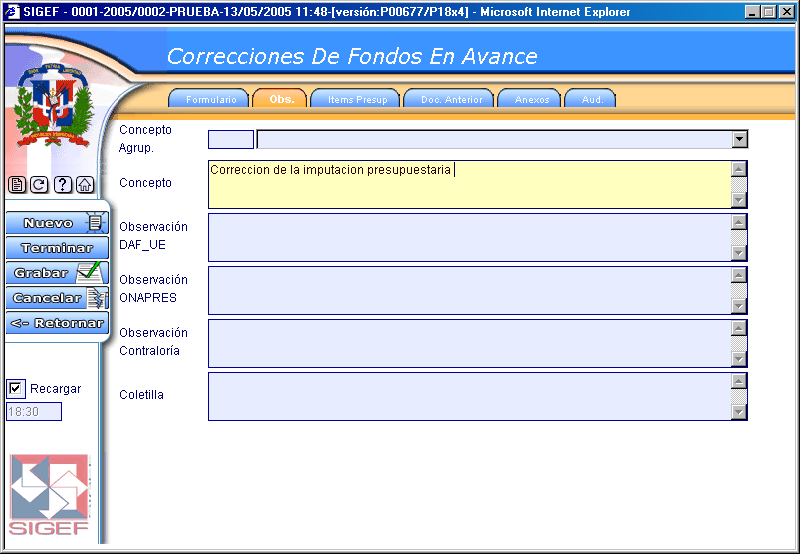 SIGEF - 0001-2005/0002-PRUEBA-13/05/2005 11:48-[versión:P00677/P18x4] - Microsoft Internet Explorer
Correcciones De Fondos En Avance
Formulario Obs. Items Presup Doc. Anterior Anexos Aud.
Concepto
Agrup.
Concepto
Correccion de la imputacion presupuestaria
Observación
DAF_UE
Observación
ONAPRES
Observación
Contraloría
Coletilla
Nuevo
Terminar
Grabar
Cancelar
<- Retornar
Recargar
18:30
SIGEF